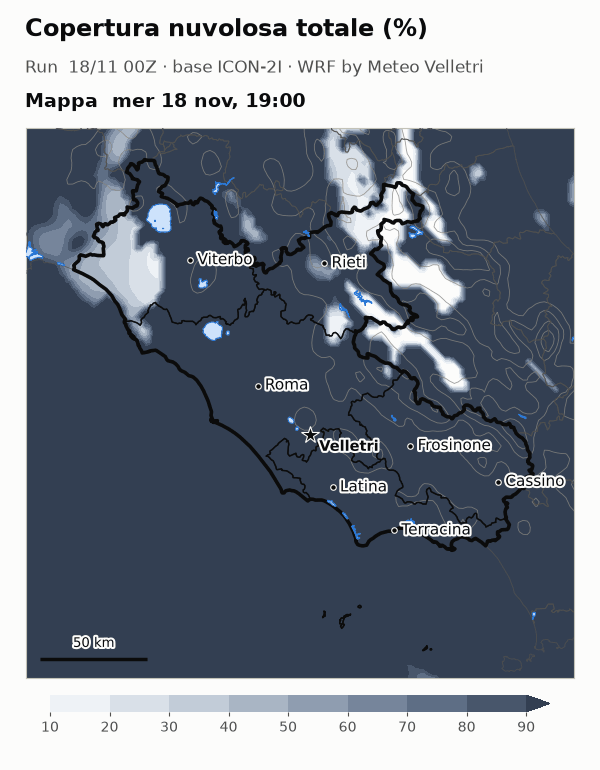 Copertura nuvolosa totale (%)
Run 18/11 00Z · base ICON-2I · WRF by Meteo Velletri
Mappa mer 18 nov, 19:00
Viterbo
Rieti
Roma
Velletri
Frosinone
Cassino
Latina
Terracina
50 km
10 20 30 40 50 60 70 80 90